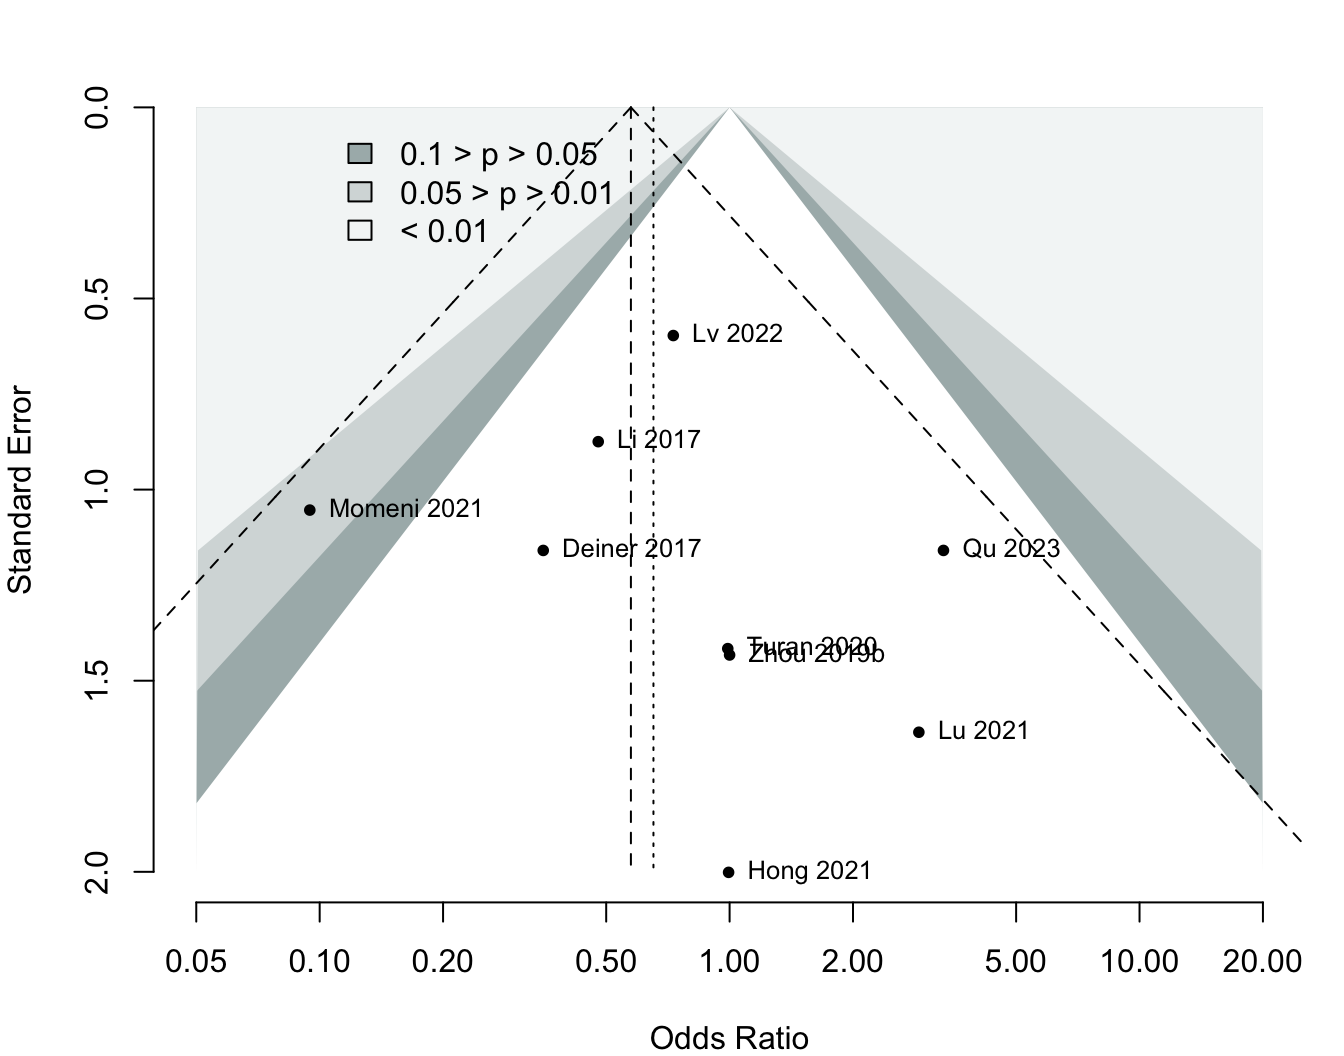 0.1 > p > 0.05
0.05 > p > 0.01
< 0.01
Standard Error
0.0
0.5
1.0
1.5
2.0
Lv 2022
Li 2017
Momeni 2021
Deiner 2017
Qu 2023
Turan 2020
Zhou 2019b
Lu 2021
Hong 2021
0.05 0.10 0.20 0.50 1.00 2.00 5.00 10.00 20.00
Odds Ratio